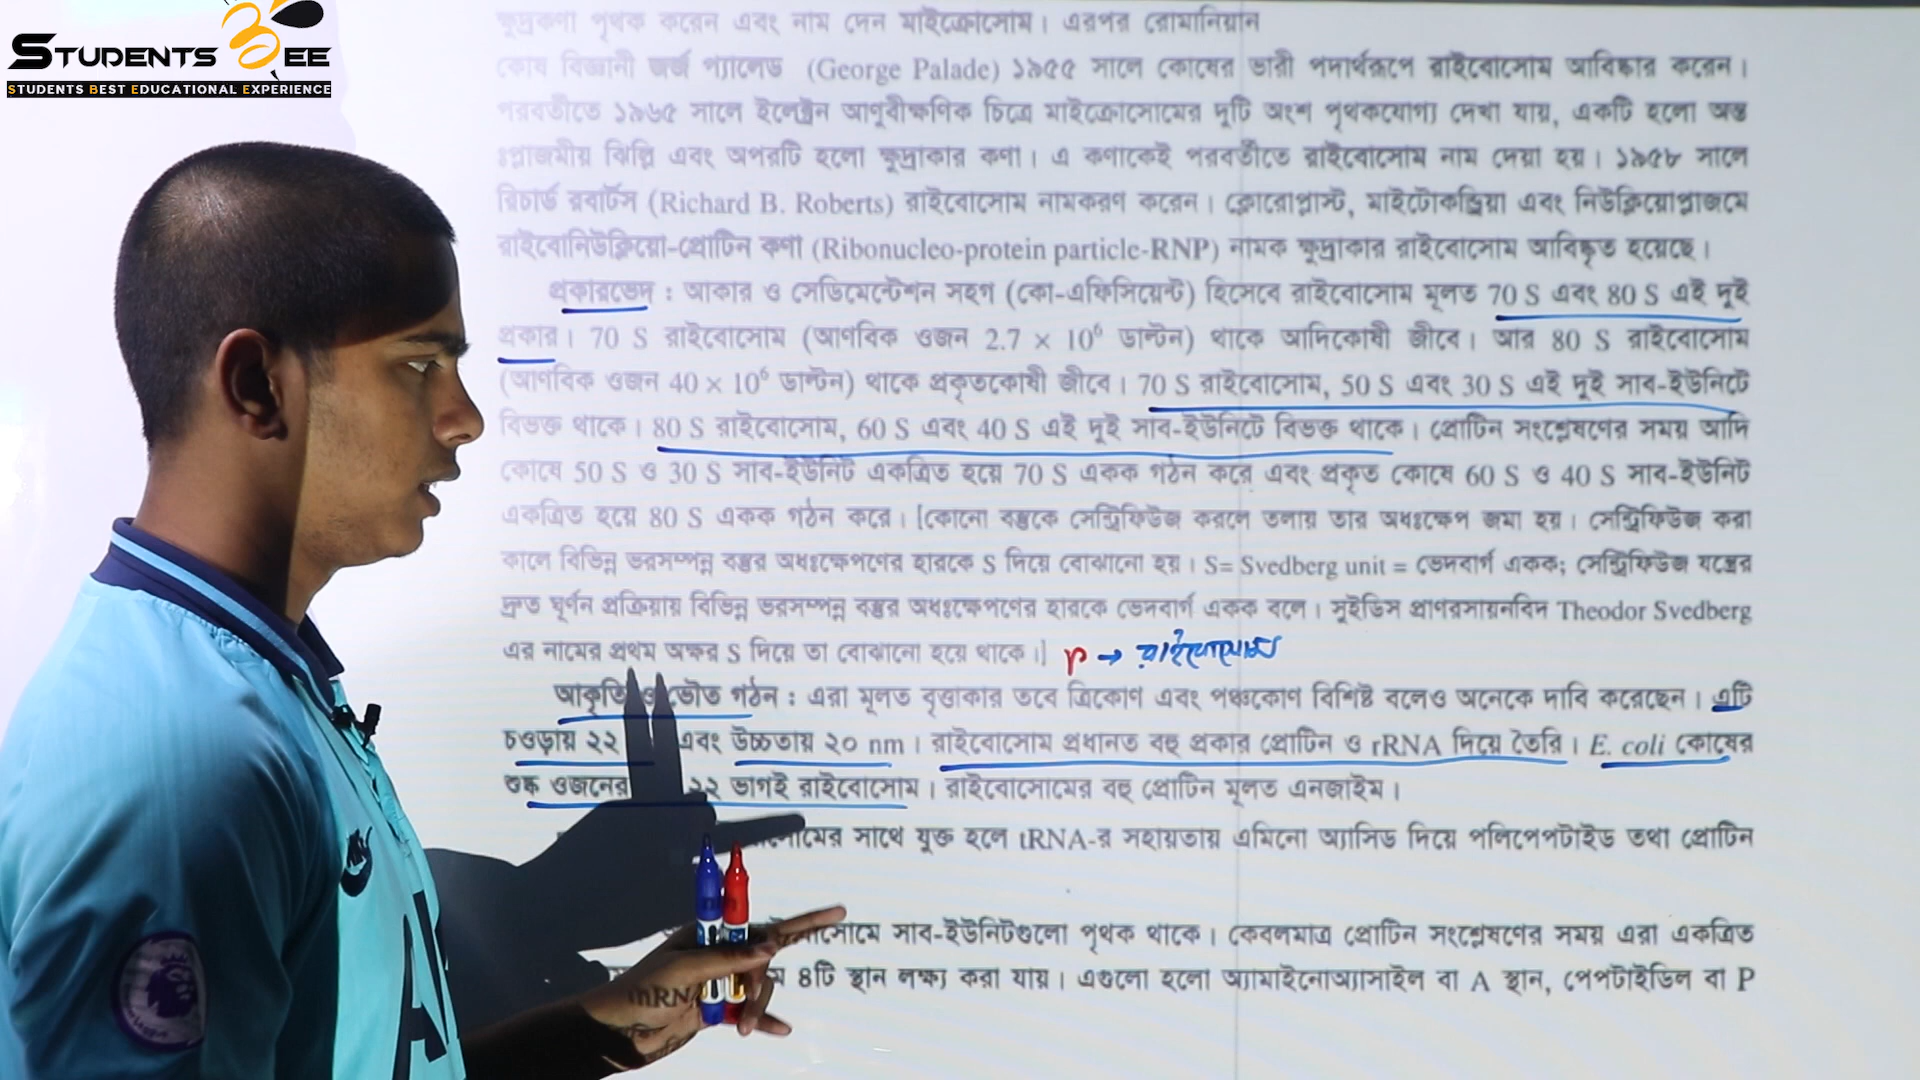 STUDENTS BEE
STUDENTS BEST EDUCATIONAL EXPERIENCE
ক্ষুদ্রকণা পৃথক করেন এবং নাম দেন মাইক্রোসোম। এরপর রোমানিয়ান
কোষ বিজ্ঞানী জর্জ প্যালেড (George Palade) ১৯৫৫ সালে কোষের ভারী পদার্থরূপে রাইবোসোম আবিষ্কার করেন।
পরবর্তীতে ১৯৬৫ সালে ইলেক্ট্রন আণুবীক্ষণিক চিত্রে মাইক্রোসোমের দুটি অংশ পৃথকযোগ্য দেখা যায়, একটি হলো অন্ত
ঃপ্লাজমীয় ঝিল্লি এবং অপরটি হলো ক্ষুদ্রাকার কণা। এ কণাকেই পরবর্তীতে রাইবোসোম নাম দেয়া হয়। ১৯৫৮ সালে
রিচার্ড রবার্টস (Richard B. Roberts) রাইবোসোম নামকরণ করেন। ক্লোরোপ্লাস্ট, মাইটোকন্ড্রিয়া এবং নিউক্লিয়োপ্লাজমে
রাইবোনিউক্লিয়ো-প্রোটিন কণা (Ribonucleo-protein particle-RNP) নামক ক্ষুদ্রাকার রাইবোসোম আবিষ্কৃত হয়েছে।
প্রকারভেদ : আকার ও সেডিমেন্টেশন সহগ (কো-এফিসিয়েন্ট) হিসেবে রাইবোসোম মূলত 70 S এবং 80 S এই দুই
প্রকার। 70 S রাইবোসোম (আণবিক ওজন 2.7 × 10⁶ ডাল্টন) থাকে আদিকোষী জীবে। আর 80 S রাইবোসোম
(আণবিক ওজন 40 × 10⁶ ডাল্টন) থাকে প্রকৃতকোষী জীবে। 70 S রাইবোসোম, 50 S এবং 30 S এই দুই সাব-ইউনিটে
বিভক্ত থাকে। 80 S রাইবোসোম, 60 S এবং 40 S এই দুই সাব-ইউনিটে বিভক্ত থাকে। প্রোটিন সংশ্লেষণের সময় আদি
কোষে 50 S ও 30 S সাব-ইউনিট একত্রিত হয়ে 70 S একক গঠন করে এবং প্রকৃত কোষে 60 S ও 40 S সাব-ইউনিট
একত্রিত হয়ে 80 S একক গঠন করে। [কোনো বস্তুকে সেন্ট্রিফিউজ করলে তলায় তার অধঃক্ষেপ জমা হয়। সেন্ট্রিফিউজ করা
কালে বিভিন্ন ভরসম্পন্ন বস্তুর অধঃক্ষেপণের হারকে S দিয়ে বোঝানো হয়। S= Svedberg unit = ভেদবার্গ একক; সেন্ট্রিফিউজ যন্ত্রের
দ্রুত ঘূর্ণন প্রক্রিয়ায় বিভিন্ন ভরসম্পন্ন বস্তুর অধঃক্ষেপণের হারকে ভেদবার্গ একক বলে। সুইডিস প্রাণরসায়নবিদ Theodor Svedberg
এর নামের প্রথম অক্ষর S দিয়ে তা বোঝানো হয়ে থাকে।] r → রাইবোসোম
আকৃতি ও ভৌত গঠন : এরা মূলত বৃত্তাকার তবে ত্রিকোণ এবং পঞ্চকোণ বিশিষ্ট বলেও অনেকে দাবি করেছেন। এটি
চওড়ায় ২২ এবং উচ্চতায় ২০ nm। রাইবোসোম প্রধানত বহু প্রকার প্রোটিন ও rRNA দিয়ে তৈরি। E. coli কোষের
শুষ্ক ওজনের ২২ ভাগই রাইবোসোম। রাইবোসোমের বহু প্রোটিন মূলত এনজাইম।
সাথে যুক্ত হলে tRNA-র সহায়তায় এমিনো অ্যাসিড দিয়ে পলিপেপটাইড তথা প্রোটিন
সাব-ইউনিটগুলো পৃথক থাকে। কেবলমাত্র প্রোটিন সংশ্লেষণের সময় এরা একত্রিত
৪টি স্থান লক্ষ্য করা যায়। এগুলো হলো অ্যামাইনোঅ্যাসাইল বা A স্থান, পেপটাইডিল বা P
mRNA